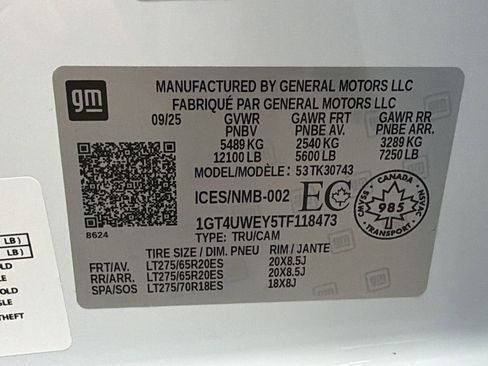 gm
MANUFACTURED BY GENERAL MOTORS LLC
FABRIQUÉ PAR GENERAL MOTORS LLC
09/25 GVWR GAWR FRT GAWR RR
PNBV PNBE AV. PNBE ARR.
5489 KG 2540 KG 3289 KG
12100 LB 5600 LB 7250 LB
MODEL/MODÈLE: 53TK30743
ICES/NMB-002 EC
CANADA
985
TRANSPORT
1GT4UWEY5TF118473
8624
TYPE: TRU/CAM
TIRE SIZE / DIM. PNEU RIM / JANTE
FRT/AV. LT275/65R20ES 20X8.5J
RR/ARR. LT275/65R20ES 20X8.5J
SPA/SOS LT275/70R18ES 18X8J
LB )
LB )
OLD
GLE
OLD
GLE
THEFT